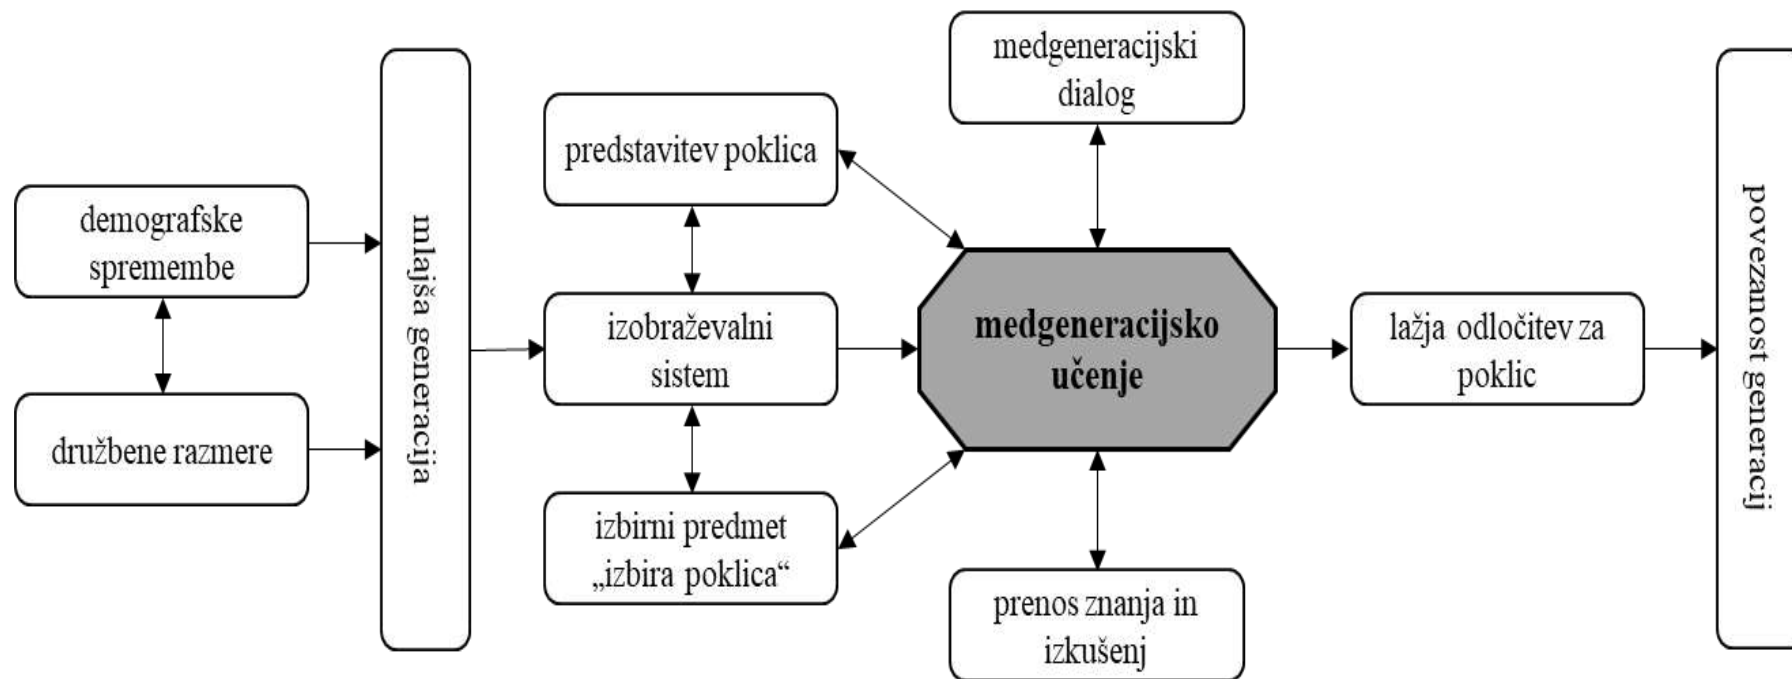 demografske
spremembe
družbene razmere
mlajša generacija
predstavitev poklica
izobraževalni
sistem
izbirni predmet
„izbira poklica“
medgeneracijski
dialog
medgeneracijsko
učenje
prenos znanja in
izkušenj
lažja odločitev za
poklic
povezanost generacij